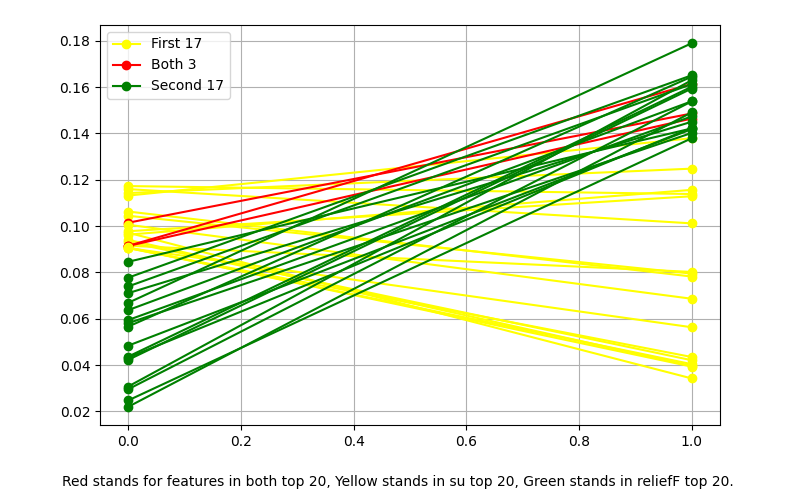 0.18
0.16
0.14
0.12
0.10
0.08
0.06
0.04
0.02
First 17
Both 3
Second 17
0.0 0.2 0.4 0.6 0.8 1.0
Red stands for features in both top 20, Yellow stands in su top 20, Green stands in reliefF top 20.